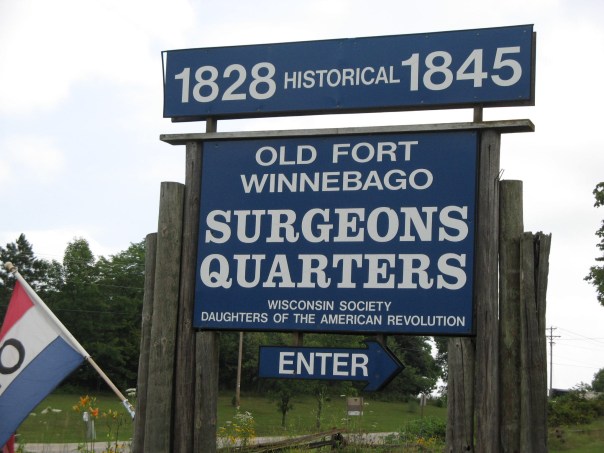 1828 HISTORICAL 1845
OLD FORT
WINNEBAGO
SURGEONS
QUARTERS
WISCONSIN SOCIETY
DAUGHTERS OF THE AMERICAN REVOLUTION
ENTER